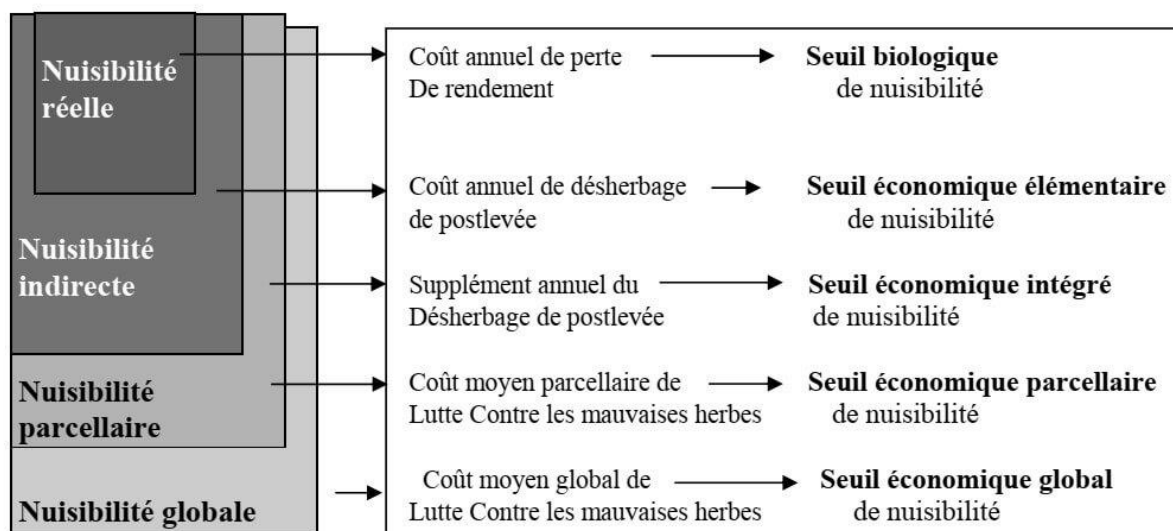 Nuisibilité
réelle
Coût annuel de perte
De rendement
Seuil biologique
de nuisibilité
Nuisibilité
indirecte
Coût annuel de désherbage
de postlevée
Seuil économique élémentaire
de nuisibilité
Supplément annuel du
Désherbage de postlevée
Seuil économique intégré
de nuisibilité
Nuisibilité
parcellaire
Coût moyen parcellaire de
Lutte Contre les mauvaises herbes
Seuil économique parcellaire
de nuisibilité
Nuisibilité globale
Coût moyen global de
Lutte Contre les mauvaises herbes
Seuil économique global
de nuisibilité